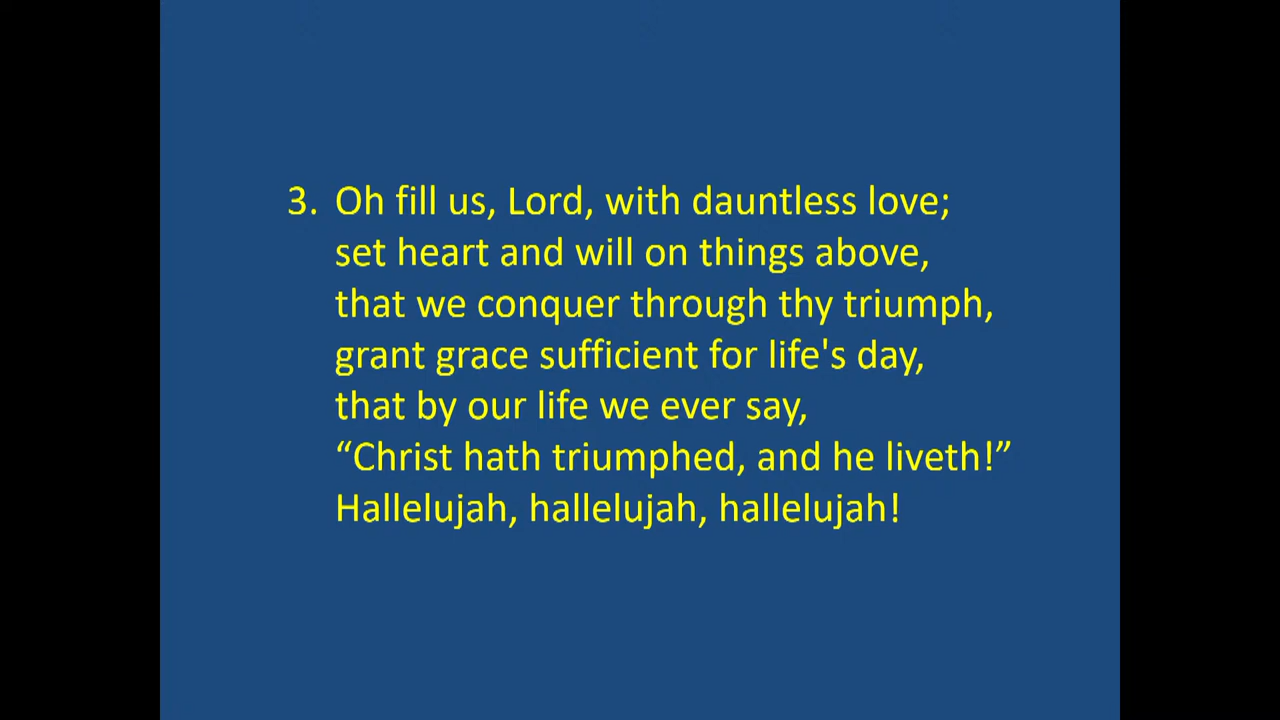 3. Oh fill us, Lord, with dauntless love;
set heart and will on things above,
that we conquer through thy triumph,
grant grace sufficient for life's day,
that by our life we ever say,
“Christ hath triumphed, and he liveth!”
Hallelujah, hallelujah, hallelujah!